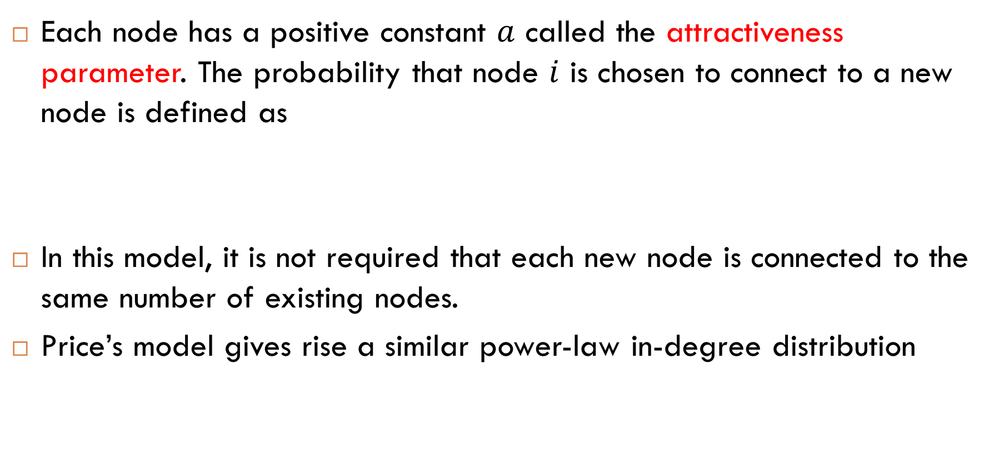 Each node has a positive constant a called the attractiveness
parameter. The probability that node i is chosen to connect to a new
node is defined as
In this model, it is not required that each new node is connected to the
same number of existing nodes.
Price’s model gives rise a similar power-law in-degree distribution